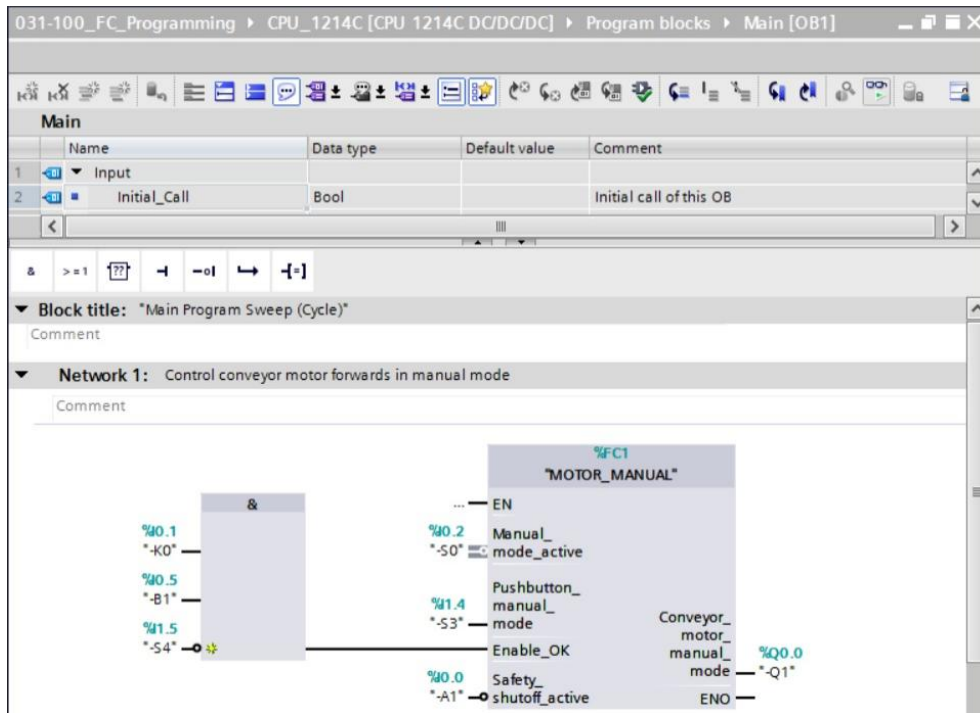 031-100_FC_Programming ▸ CPU_1214C [CPU 1214C DC/DC/DC] ▸ Program blocks ▸ Main [OB1]
Main
Name Data type Default value Comment
1 Input
2 Initial_Call Bool Initial call of this OB
& >=1 ?? [=]
Block title: "Main Program Sweep (Cycle)"
Comment
Network 1: Control conveyor motor forwards in manual mode
Comment
%FC1
"MOTOR_MANUAL"
&
... EN
%I0.1
"-K0"
%I0.2
"-S0"
Manual_
mode_active
%I0.5
"-B1"
%I1.4
"-S3"
Pushbutton_
manual_
mode
%I1.5
"-S4"
Enable_OK
Conveyor_
motor_
manual_
mode
%Q0.0
"-Q1"
%I0.0
"-A1"
Safety_
shutoff_active
ENO